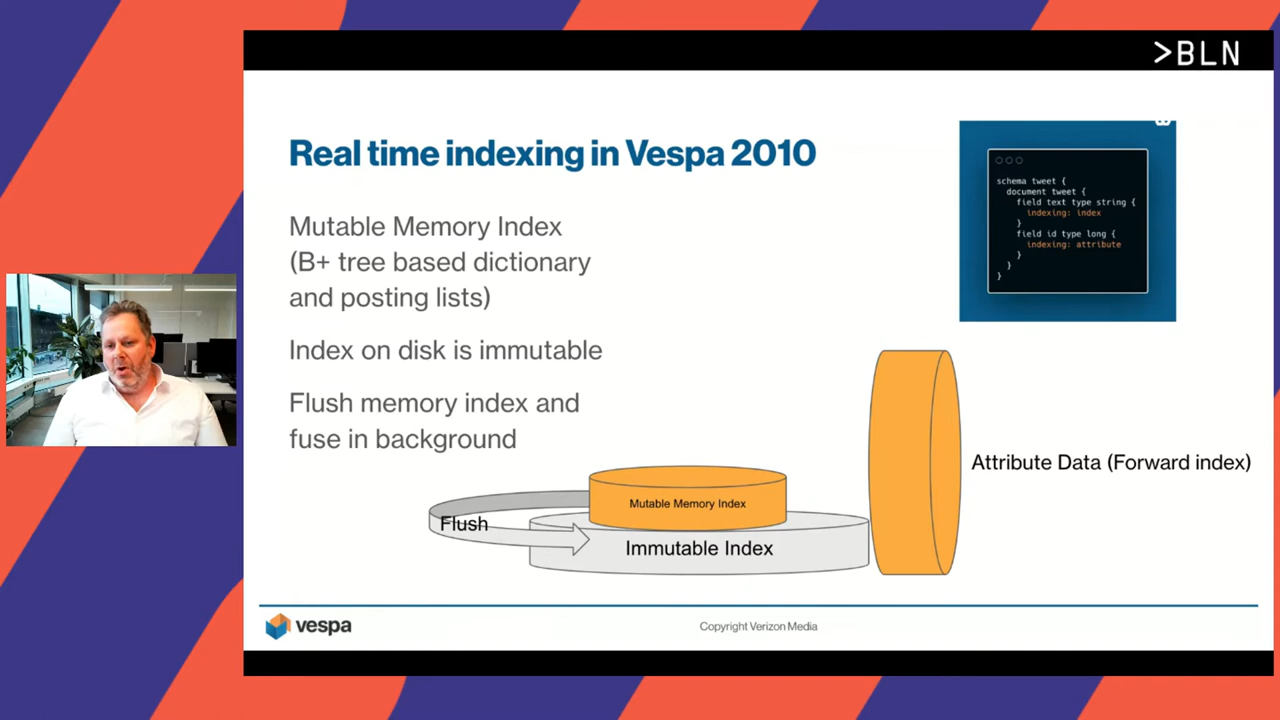 >BLN
Real time indexing in Vespa 2010
Mutable Memory Index
(B+ tree based dictionary
and posting lists)
Index on disk is immutable
Flush memory index and
fuse in background
schema tweet {
document tweet {
field text type string {
indexing: index
}
field id type long {
indexing: attribute
}
}
}
Attribute Data (Forward index)
Mutable Memory Index
Flush
Immutable Index
vespa
Copyright Verizon Media